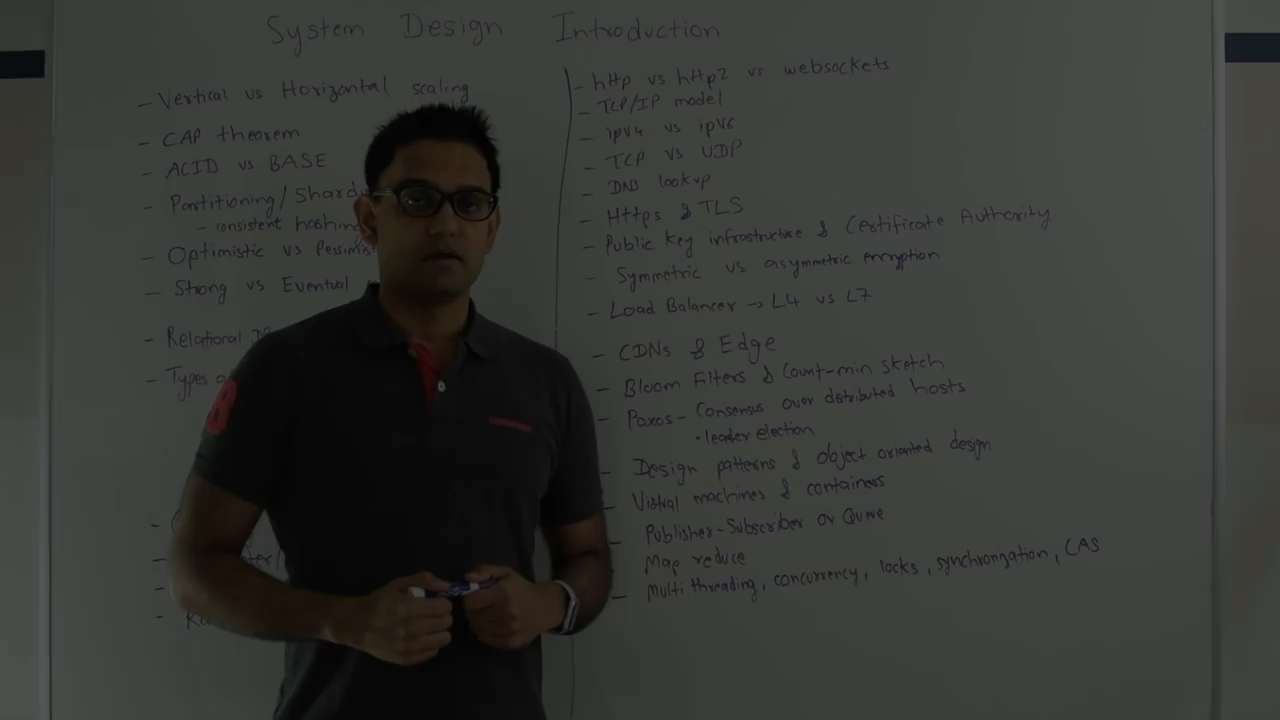 System Design Introduction
- Vertical vs Horizontal scaling
- CAP theorem
- ACID vs BASE
- Partitioning/
- consistent
- Optimistic vs
- Strong vs Eventual
- Relational
- Types
- http vs http2 vs websockets
- TCP/IP model
- ipv4 vs ipv6
- TCP vs UDP
- DNS lookup
- Https & TLS
- Public key infrastructure & Certificate Authority
- Symmetric vs asymmetric encryption
- Load Balancer → L4 vs L7
- CDNs & Edge
- Bloom Filters & Count-min sketch
- Paxos - Consensus over distributed hosts
• leader election
- Design patterns & object oriented design
- Virtual machines & containers
- Publisher-Subscriber or Queue
Map reduce
- Multi threading, concurrency, locks, synchronization, CAS
8